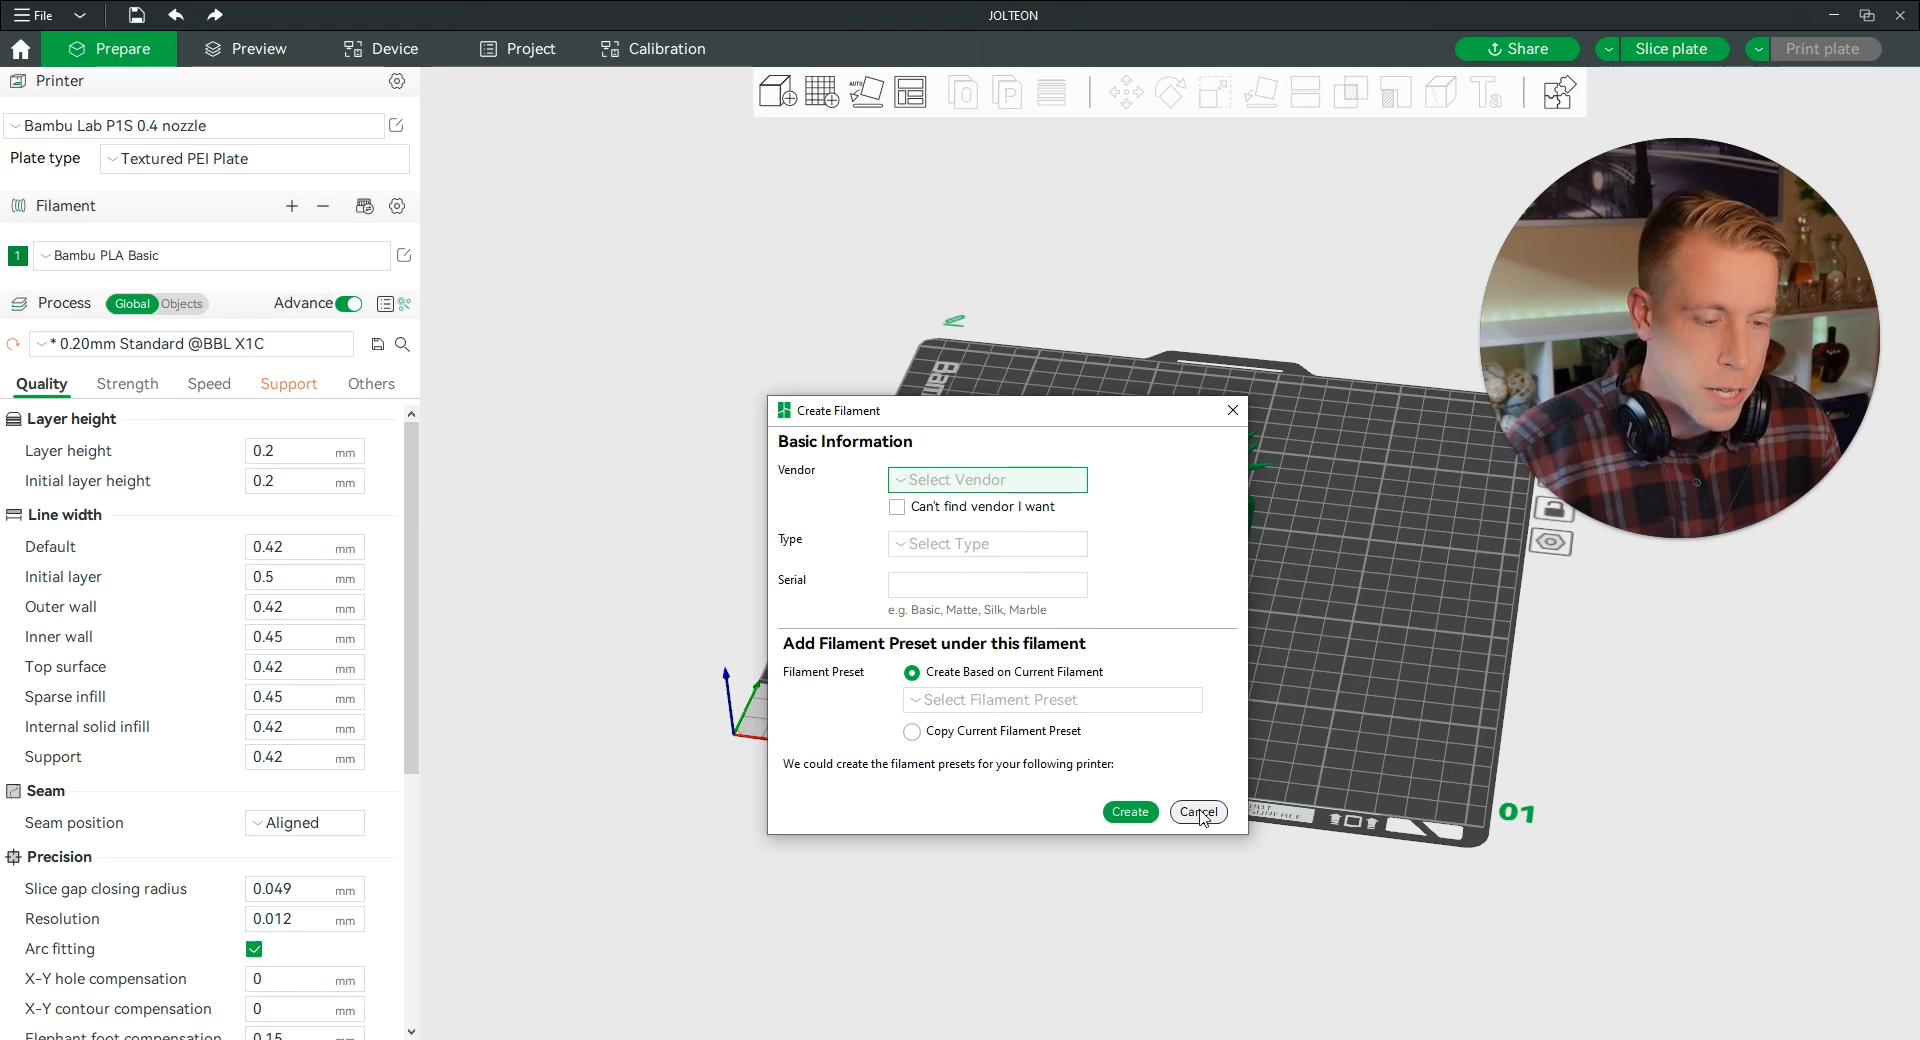 File
JOLTEON
Prepare
Preview
Device
Project
Calibration
Share
Slice plate
Print plate
Printer
Bambu Lab P1S 0.4 nozzle
Plate type
Textured PEI Plate
Filament
1 Bambu PLA Basic
Process Global Objects Advance
* 0.20mm Standard @BBL X1C
Quality Strength Speed Support Others
Layer height
Layer height 0.2 mm
Initial layer height 0.2 mm
Line width
Default 0.42 mm
Initial layer 0.5 mm
Outer wall 0.42 mm
Inner wall 0.45 mm
Top surface 0.42 mm
Sparse infill 0.45 mm
Internal solid infill 0.42 mm
Support 0.42 mm
Seam
Seam position Aligned
Precision
Slice gap closing radius 0.049 mm
Resolution 0.012 mm
Arc fitting
X-Y hole compensation 0 mm
X-Y contour compensation 0 mm
Elephant foot compensation 0.15 mm
AUTO
Create Filament
Basic Information
Vendor Select Vendor
Can't find vendor I want
Type Select Type
Serial
e.g. Basic, Matte, Silk, Marble
Add Filament Preset under this filament
Filament Preset Create Based on Current Filament
Select Filament Preset
Copy Current Filament Preset
We could create the filament presets for your following printer:
Create Cancel
01